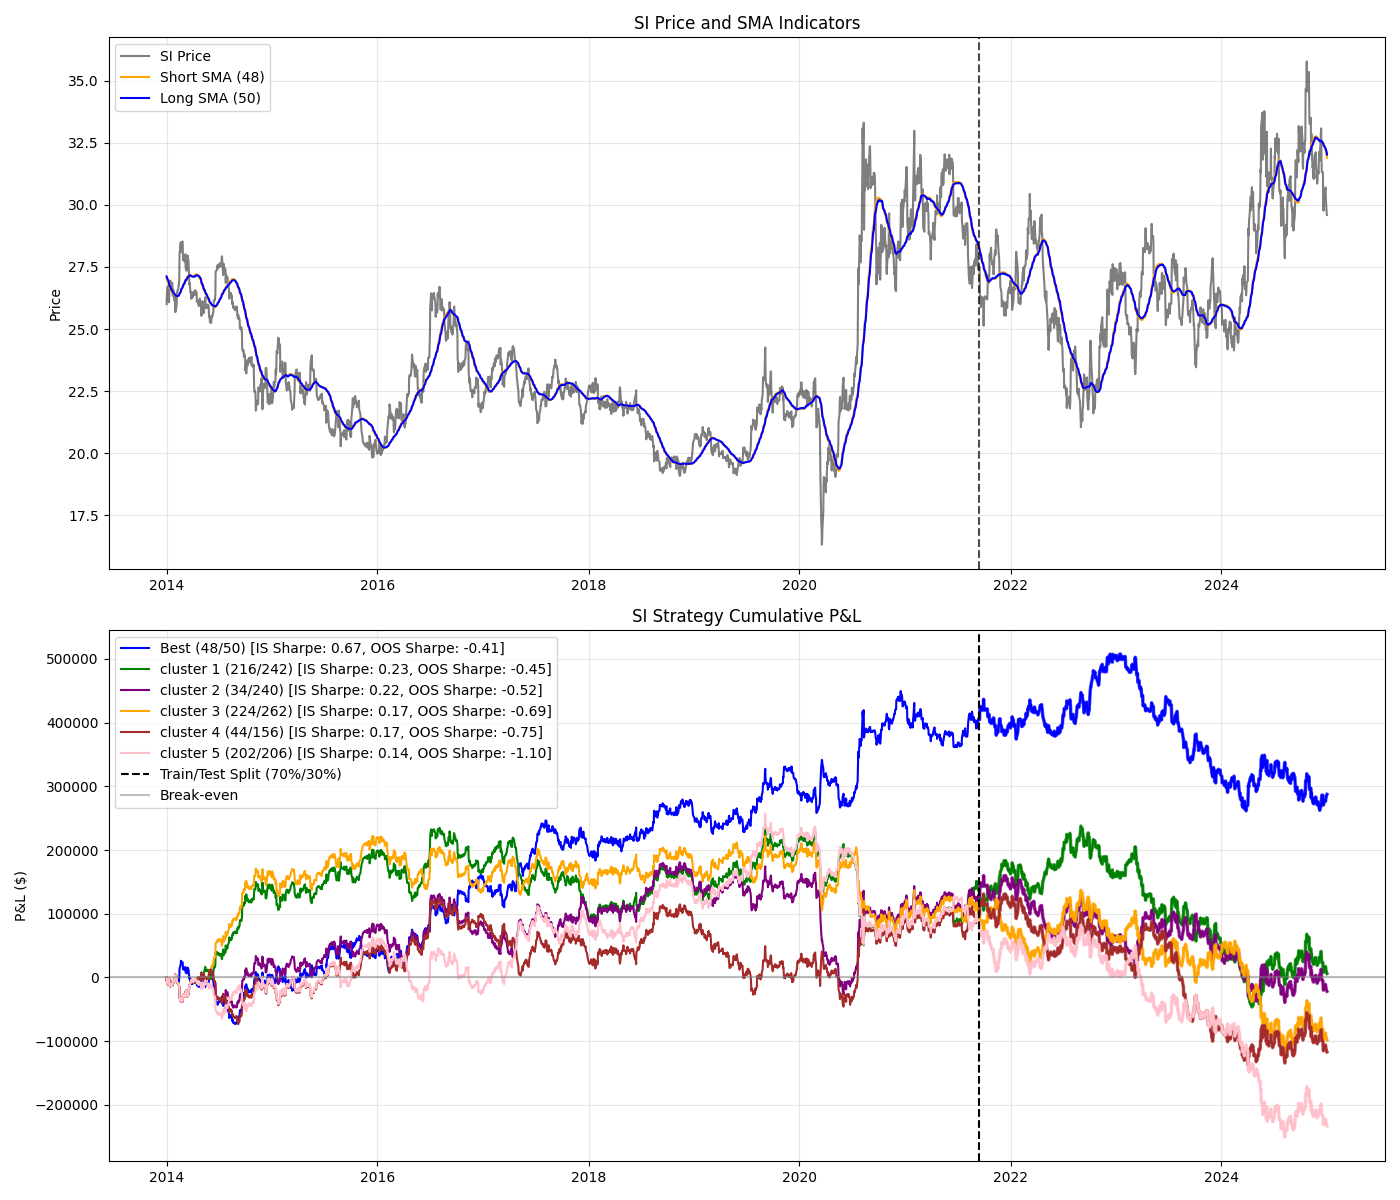 SI Price and SMA Indicators
SI Price
Short SMA (48)
Long SMA (50)
35.0
32.5
30.0
27.5
25.0
22.5
20.0
17.5
Price
2014 2016 2018 2020 2022 2024
SI Strategy Cumulative P&L
Best (48/50) [IS Sharpe: 0.67, OOS Sharpe: -0.41]
cluster 1 (216/242) [IS Sharpe: 0.23, OOS Sharpe: -0.45]
cluster 2 (34/240) [IS Sharpe: 0.22, OOS Sharpe: -0.52]
cluster 3 (224/262) [IS Sharpe: 0.17, OOS Sharpe: -0.69]
cluster 4 (44/156) [IS Sharpe: 0.17, OOS Sharpe: -0.75]
cluster 5 (202/206) [IS Sharpe: 0.14, OOS Sharpe: -1.10]
Train/Test Split (70%/30%)
Break-even
500000
400000
300000
200000
100000
0
−100000
−200000
P&L ($)
2014 2016 2018 2020 2022 2024